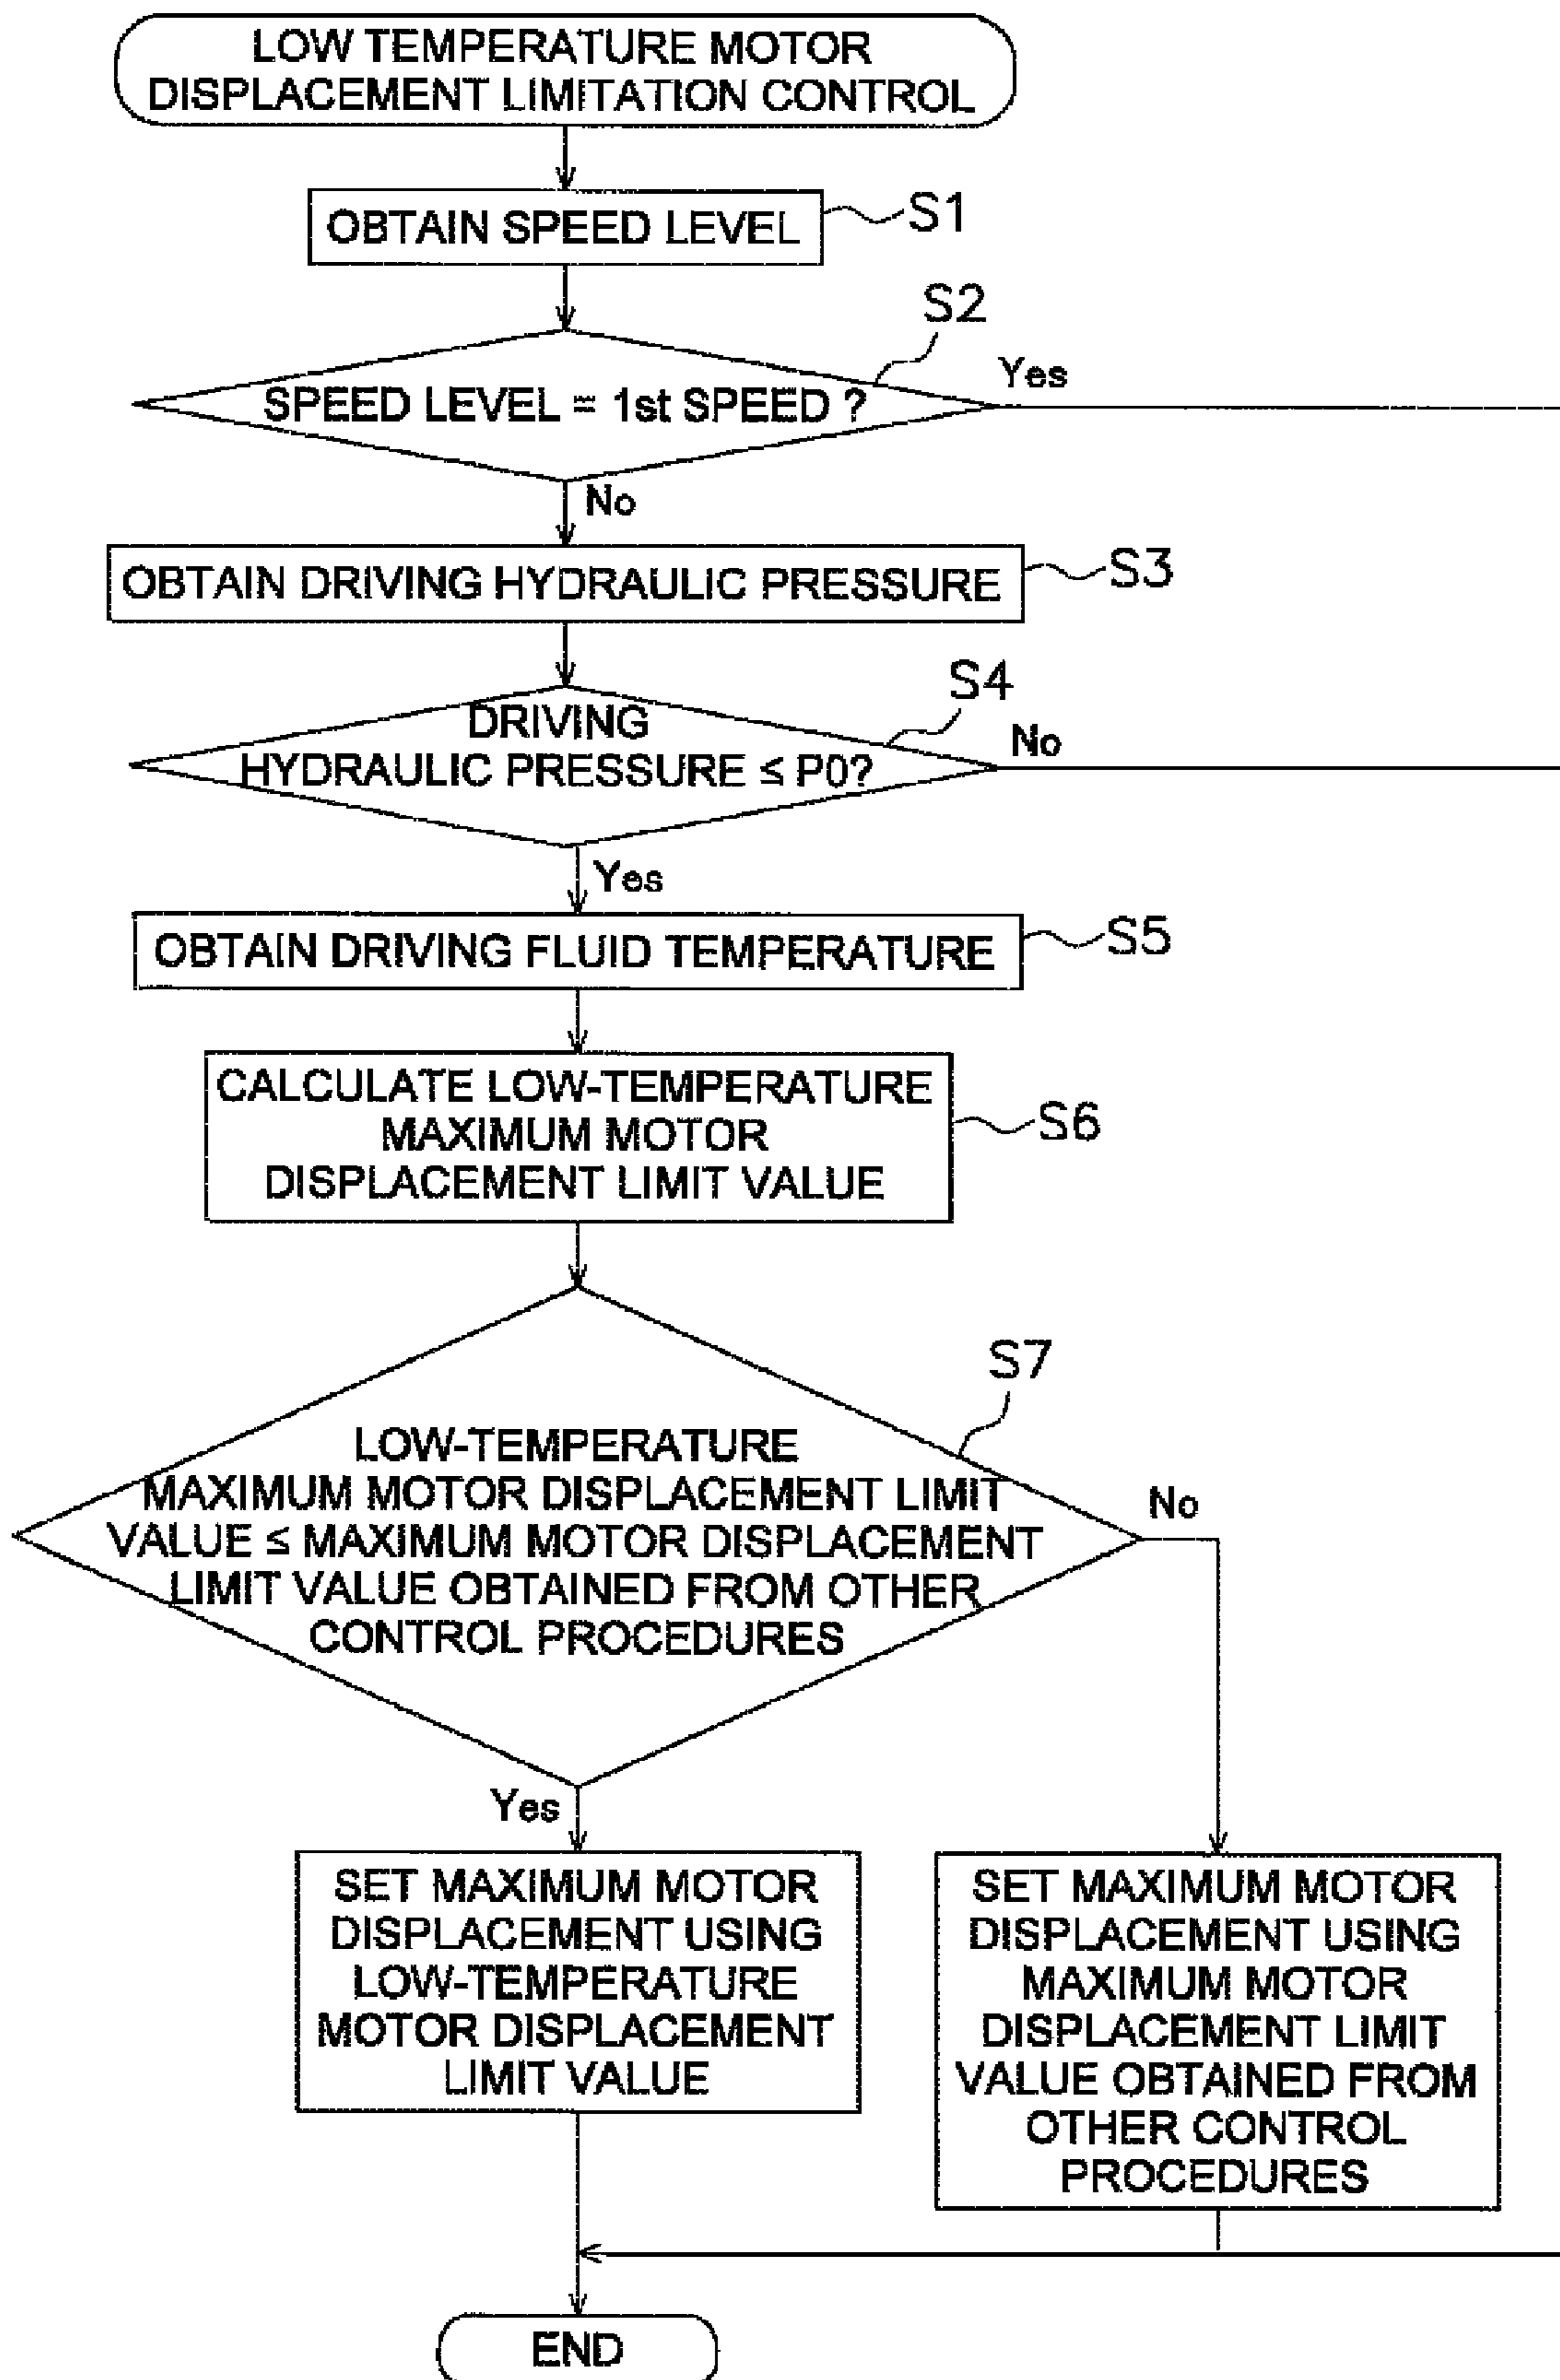 LOW TEMPERATURE MOTOR
DISPLACEMENT LIMITATION CONTROL
OBTAIN SPEED LEVEL
S1
S2
SPEED LEVEL = 1st SPEED ?
Yes
No
OBTAIN DRIVING HYDRAULIC PRESSURE
S3
S4
DRIVING
HYDRAULIC PRESSURE ≤ P0?
No
Yes
OBTAIN DRIVING FLUID TEMPERATURE
S5
CALCULATE LOW-TEMPERATURE
MAXIMUM MOTOR
DISPLACEMENT LIMIT VALUE
S6
S7
LOW-TEMPERATURE
MAXIMUM MOTOR DISPLACEMENT LIMIT
VALUE ≤ MAXIMUM MOTOR DISPLACEMENT
LIMIT VALUE OBTAINED FROM OTHER
CONTROL PROCEDURES
No
Yes
SET MAXIMUM MOTOR
DISPLACEMENT USING
LOW-TEMPERATURE
MOTOR DISPLACEMENT
LIMIT VALUE
SET MAXIMUM MOTOR
DISPLACEMENT USING
MAXIMUM MOTOR
DISPLACEMENT LIMIT
VALUE OBTAINED FROM
OTHER CONTROL
PROCEDURES
END